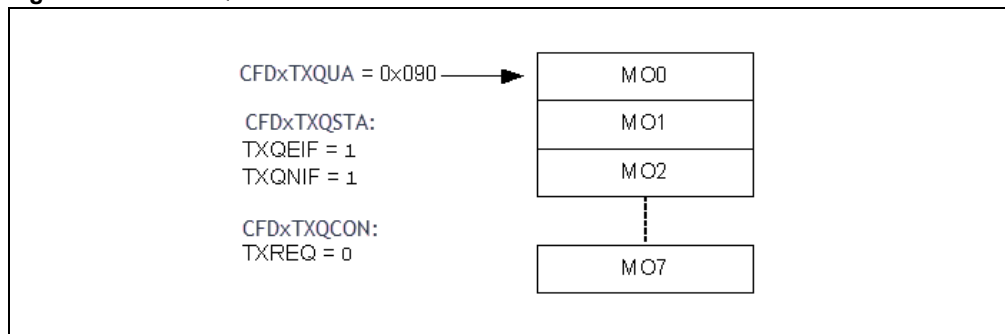 CFDxTXQUA = 0x090
CFDxTXQSTA:
TXQEIF = 1
TXQNIF = 1
CFDxTXQCON:
TXREQ = 0
MO0
MO1
MO2
MO7